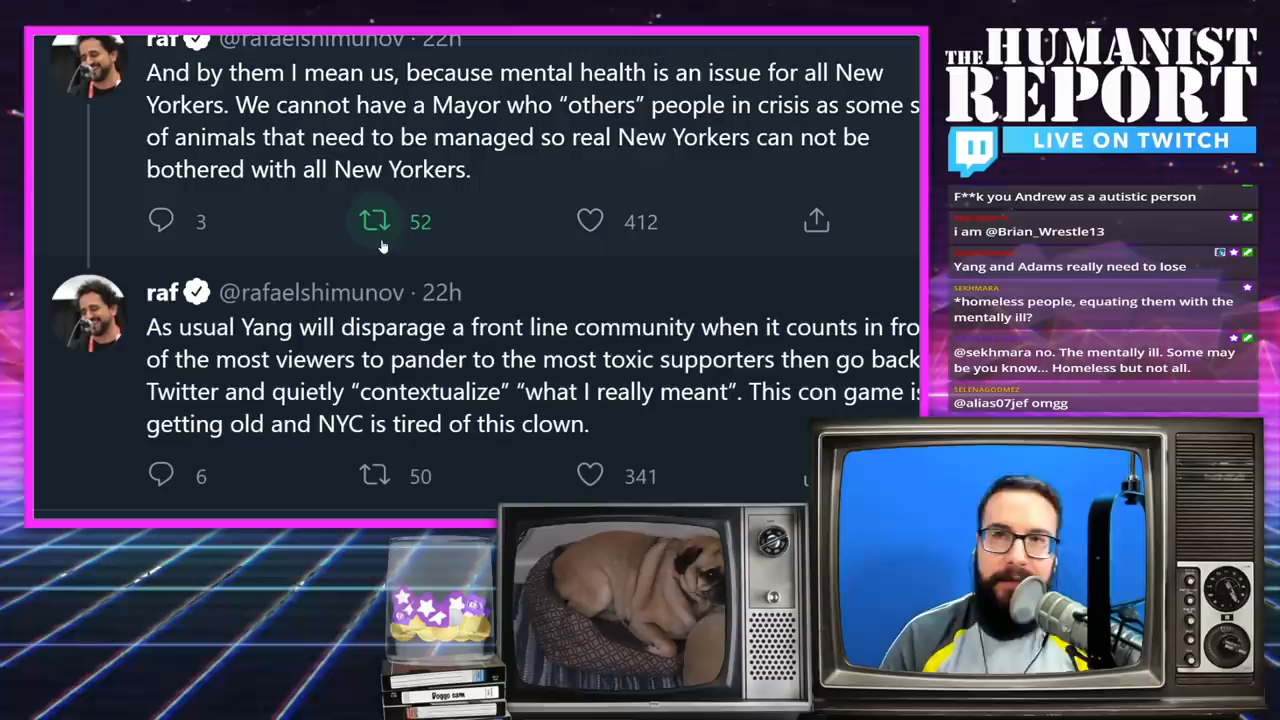 raf @rafaelshimunov · 22h
And by them I mean us, because mental health is an issue for all New
Yorkers. We cannot have a Mayor who “others” people in crisis as some s
of animals that need to be managed so real New Yorkers can not be
bothered with all New Yorkers.
3 52 412
raf @rafaelshimunov · 22h
As usual Yang will disparage a front line community when it counts in fro
of the most viewers to pander to the most toxic supporters then go back
Twitter and quietly “contextualize” “what I really meant”. This con game is
getting old and NYC is tired of this clown.
6 50 341
THE HUMANIST
REPORT
LIVE ON TWITCH
F**k you Andrew as a autistic person
i am @Brian_Wrestle13
Yang and Adams really need to lose
SEKHMARA
*homeless people, equating them with the
mentally ill?
@sekhmara no. The mentally ill. Some may
be you know... Homeless but not all.
SELENAGODMEZ
@alias07jef omgg
Doggo cam